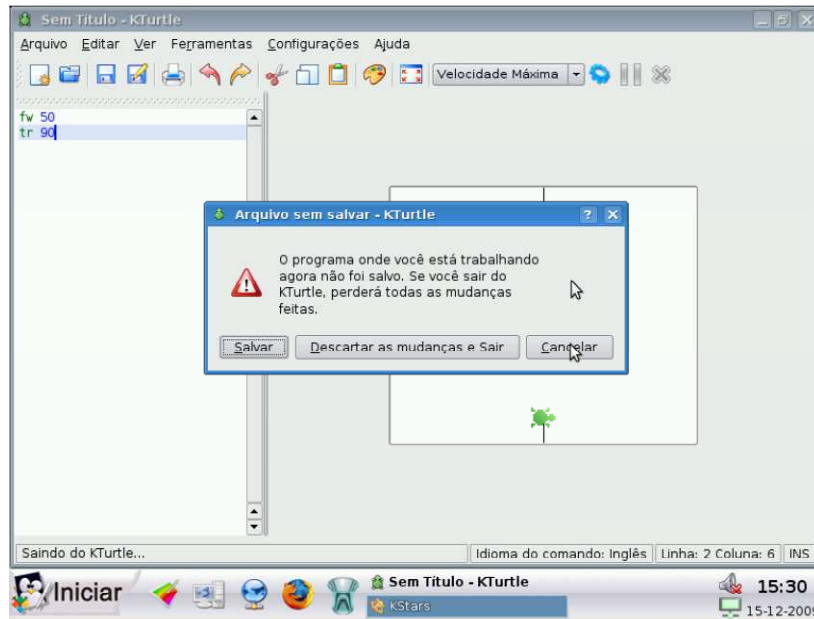 Sem Título - KTurtle
Arquivo Editar Ver Ferramentas Configurações Ajuda
Velocidade Máxima
fw 50
tr 90
Arquivo sem salvar - KTurtle
O programa onde você está trabalhando
agora não foi salvo. Se você sair do
KTurtle, perderá todas as mudanças
feitas.
Salvar
Descartar as mudanças e Sair
Cancelar
Saindo do KTurtle...
Idioma do comando: Inglês
Linha: 2 Coluna: 6
INS
Iniciar
Sem Título - KTurtle
KStars
15:30
15-12-2009